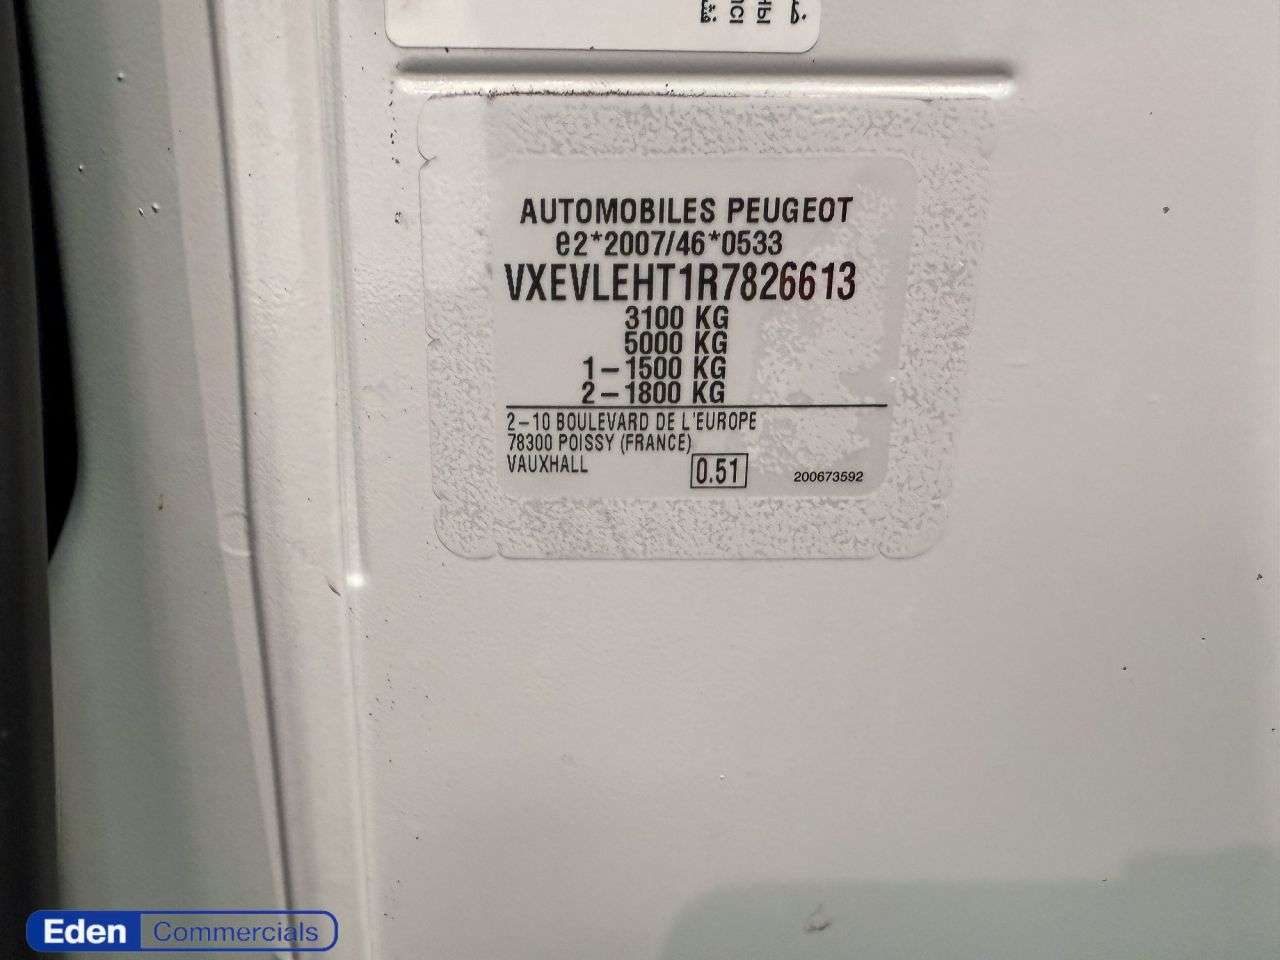 AUTOMOBILES PEUGEOT
e2*2007/46*0533
VXEVLEHT1R7826613
3100 KG
5000 KG
1-1500 KG
2-1800 KG
2-10 BOULEVARD DE L'EUROPE
78300 POISSY (FRANCE)
VAUXHALL
0.51
200673592
Eden Commercials